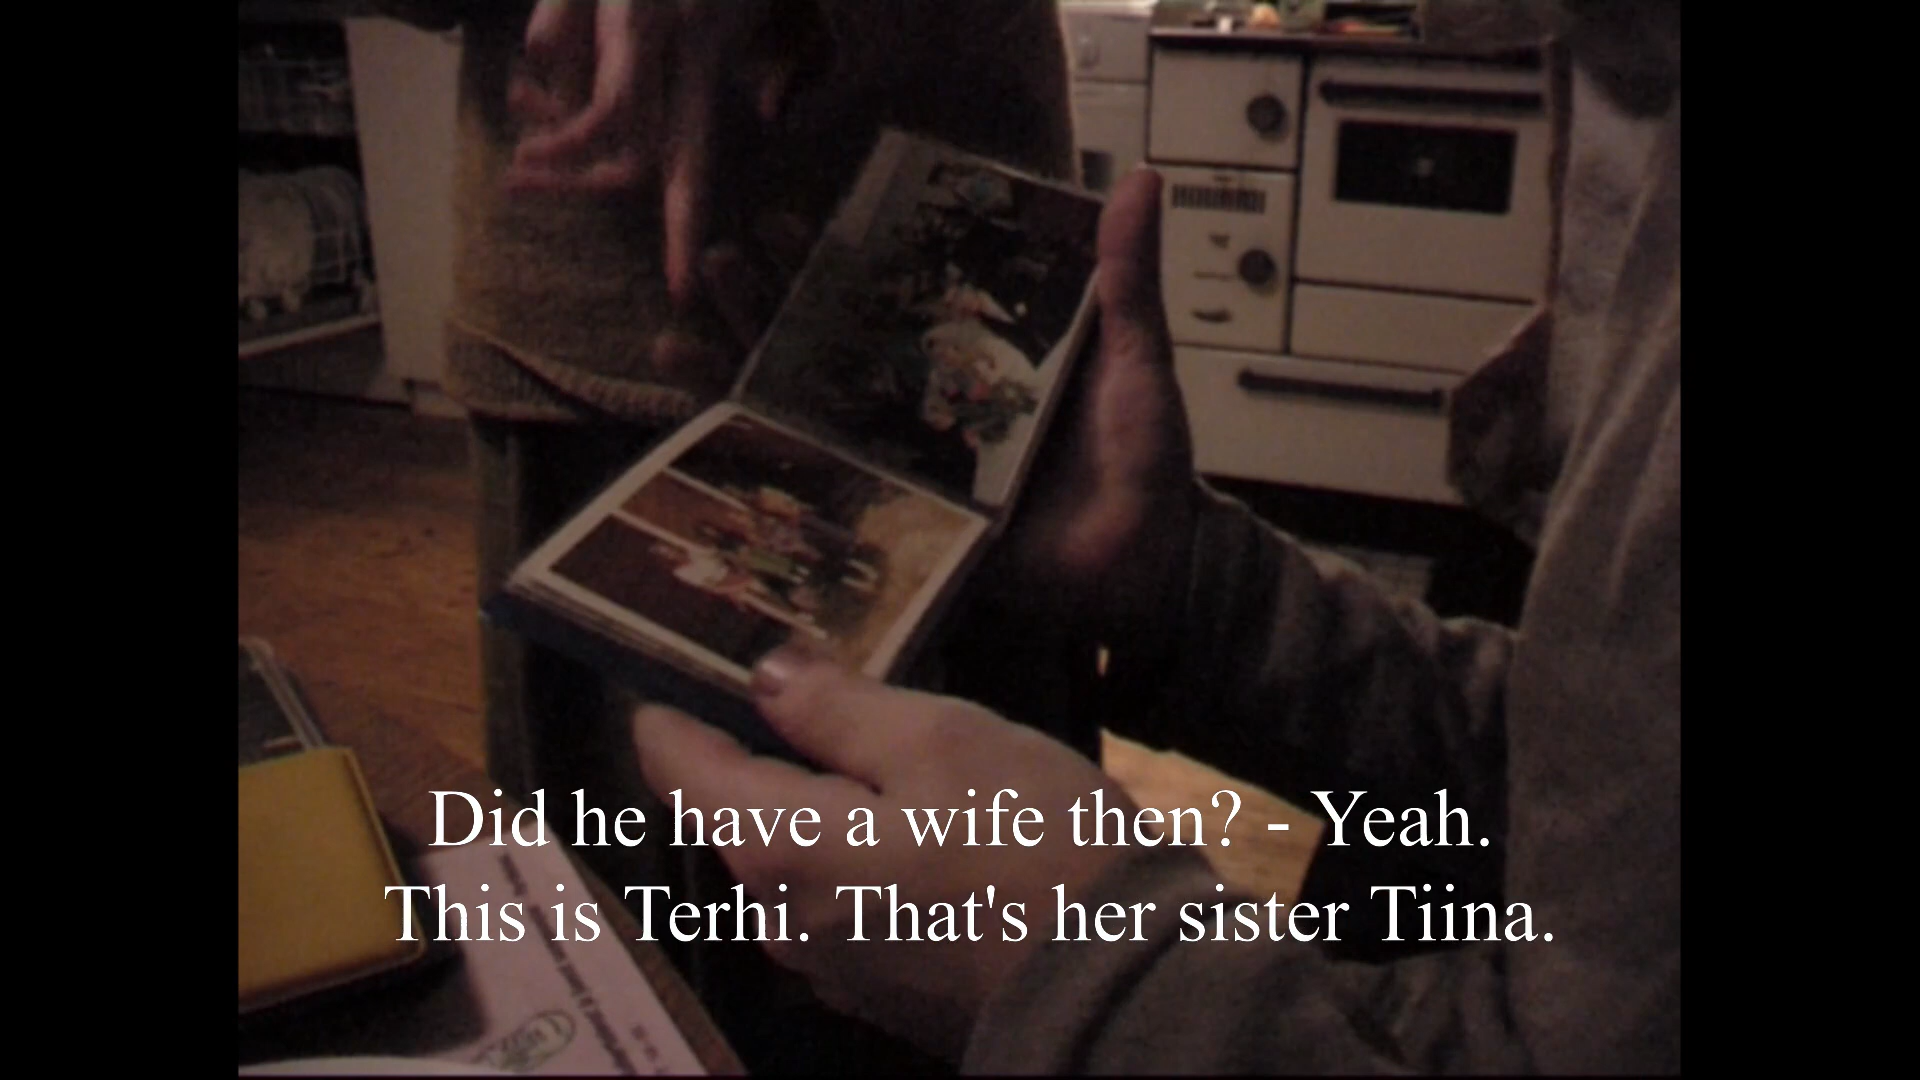 Did he have a wife then? - Yeah.
This is Terhi. That's her sister Tiina.